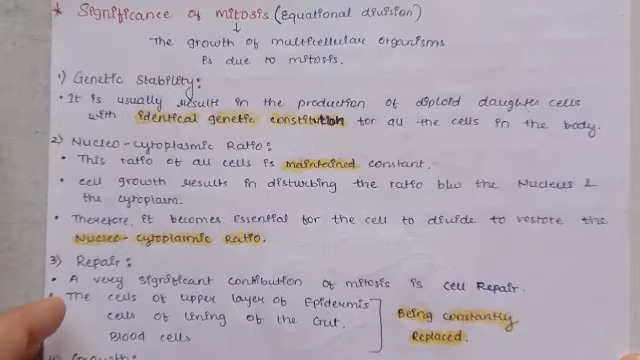 * Significance of mitosis (Equational division)
↓
The growth of multicellular organisms
is due to mitosis.
1) Genetic Stability:
• It is usually results in the production of diploid daughter cells
with identical genetic constitution for all the cells in the body.
2) Nucleo-cytoplasmic Ratio:
• This ratio of all cells is maintained constant.
• cell growth results in disturbing the ratio b/w the Nucleus &
the cytoplasm.
• Therefore, it becomes Essential for the cell to divide to restore the
Nucleo-cytoplasmic Ratio.
3) Repair:
• A very significant contribution of mitosis is cell Repair.
• The cells of upper layer of Epidermis
cells of lining of the Gut.
Blood cells
Being constantly
Replaced.
4) Growth: